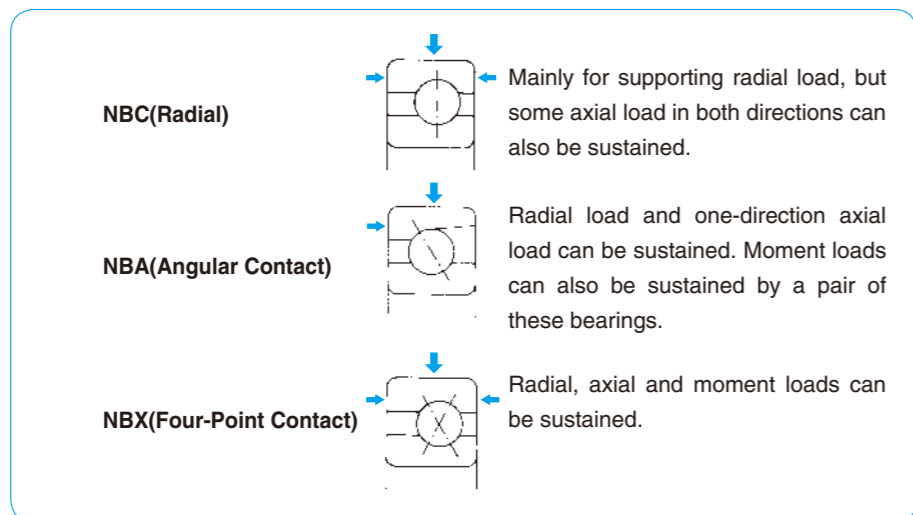 NBC(Radial)
Mainly for supporting radial load, but
some axial load in both directions can
also be sustained.
NBA(Angular Contact)
Radial load and one-direction axial
load can be sustained. Moment loads
can also be sustained by a pair of
these bearings.
NBX(Four-Point Contact)
Radial, axial and moment loads can
be sustained.